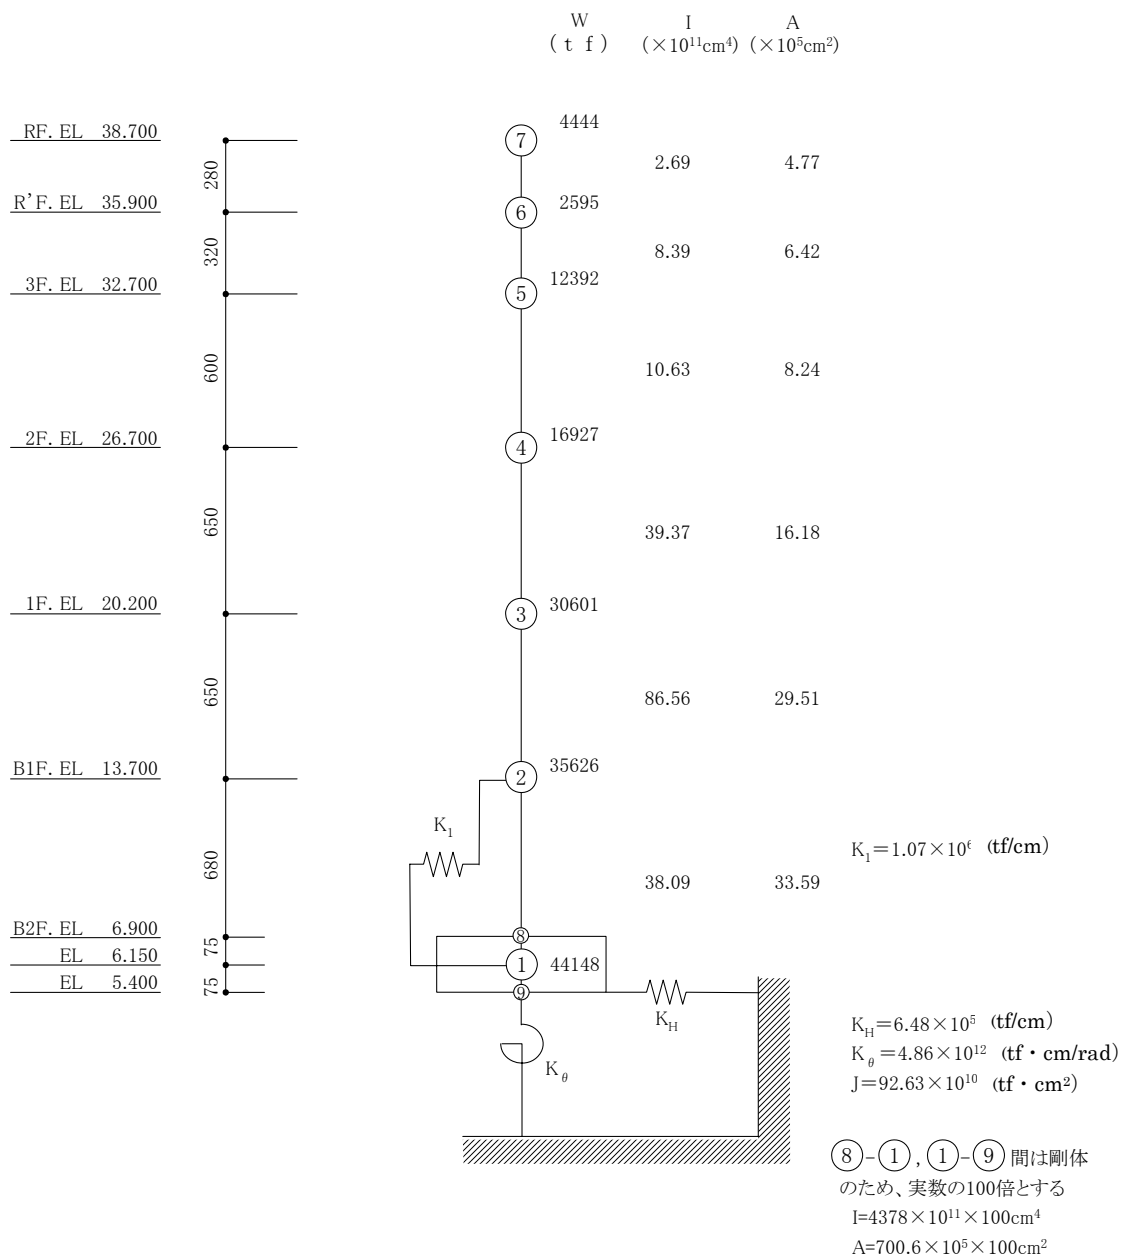 W I A
(t f) (×10¹¹cm⁴) (×10⁵cm²)
RF. EL 38.700
280
⑦ 4444
2.69 4.77
R'F. EL 35.900
320
⑥ 2595
8.39 6.42
3F. EL 32.700
600
⑤ 12392
10.63 8.24
2F. EL 26.700
650
④ 16927
39.37 16.18
1F. EL 20.200
650
③ 30601
86.56 29.51
B1F. EL 13.700
680
② 35626
K₁
K₁=1.07×10⁶ (tf/cm)
38.09 33.59
B2F. EL 6.900
75
⑧
EL 6.150
75
① 44148
EL 5.400
⑨
K_H
K_θ
K_H=6.48×10⁵ (tf/cm)
K_θ=4.86×10¹² (tf・cm/rad)
J=92.63×10¹⁰ (tf・cm²)
⑧-①,①-⑨間は剛体
のため、実数の100倍とする
I=4378×10¹¹×100cm⁴
A=700.6×10⁵×100cm²